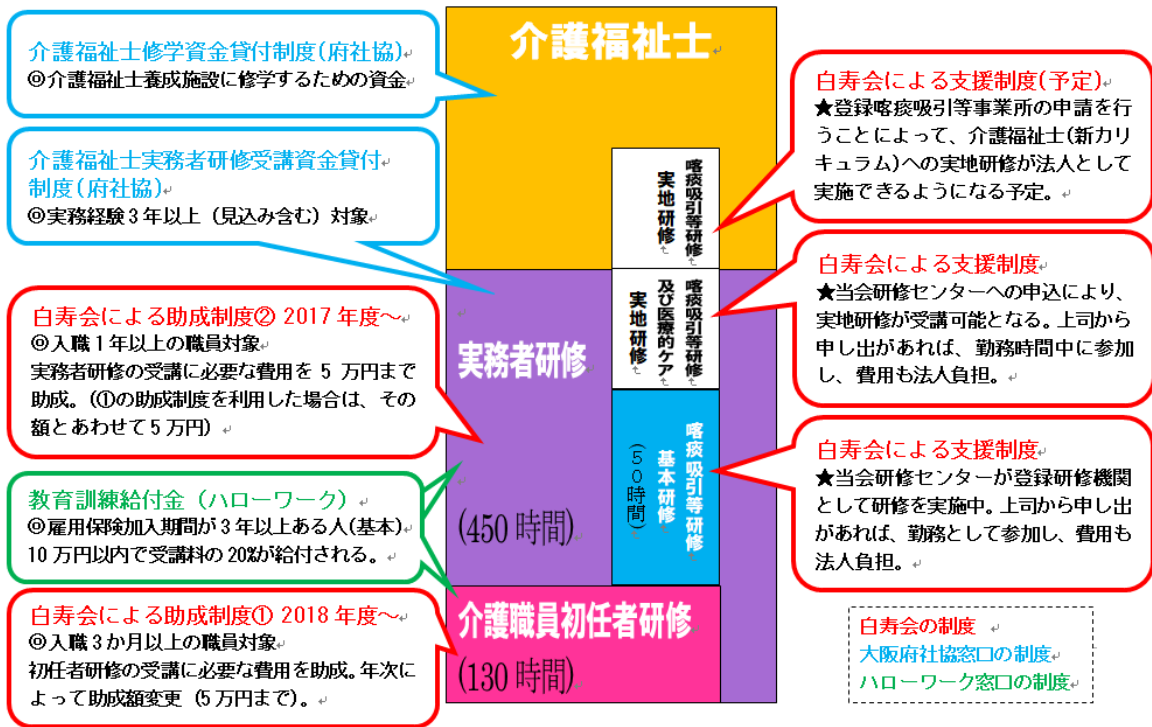 介護福祉士修学資金貸付制度(府社協)
◎介護福祉士養成施設に修学するための資金
介護福祉士実務者研修受講資金貸付
制度(府社協)
◎実務経験3年以上（見込み含む）対象
白寿会による助成制度② 2017年度～
◎入職1年以上の職員対象
実務者研修の受講に必要な費用を 5 万円まで
助成。(①の助成制度を利用した場合は、その
額とあわせて5万円)
教育訓練給付金（ハローワーク）
◎雇用保険加入期間が3年以上ある人(基本)
10万円以内で受講料の20%が給付される。
白寿会による助成制度① 2018年度～
◎入職3か月以上の職員対象
初任者研修の受講に必要な費用を助成。年次に
よって助成額変更（5万円まで）。
介護福祉士
喀痰吸引等研修
実地研修
喀痰吸引等研修
及び医療的ケア
実地研修
実務者研修
(450時間)
喀痰吸引等研修
基本研修
(50時間)
介護職員初任者研修
(130時間)
白寿会による支援制度(予定)
★登録喀痰吸引等事業所の申請を行
うことによって、介護福祉士(新カリ
キュラム)への実地研修が法人として
実施できるようになる予定。
白寿会による支援制度
★当会研修センターへの申込により、
実地研修が受講可能となる。上司から
申し出があれば、勤務時間中に参加
し、費用も法人負担。
白寿会による支援制度
★当会研修センターが登録研修機関
として研修を実施中。上司から申し出
があれば、勤務として参加し、費用も
法人負担。
白寿会の制度
大阪府社協窓口の制度
ハローワーク窓口の制度